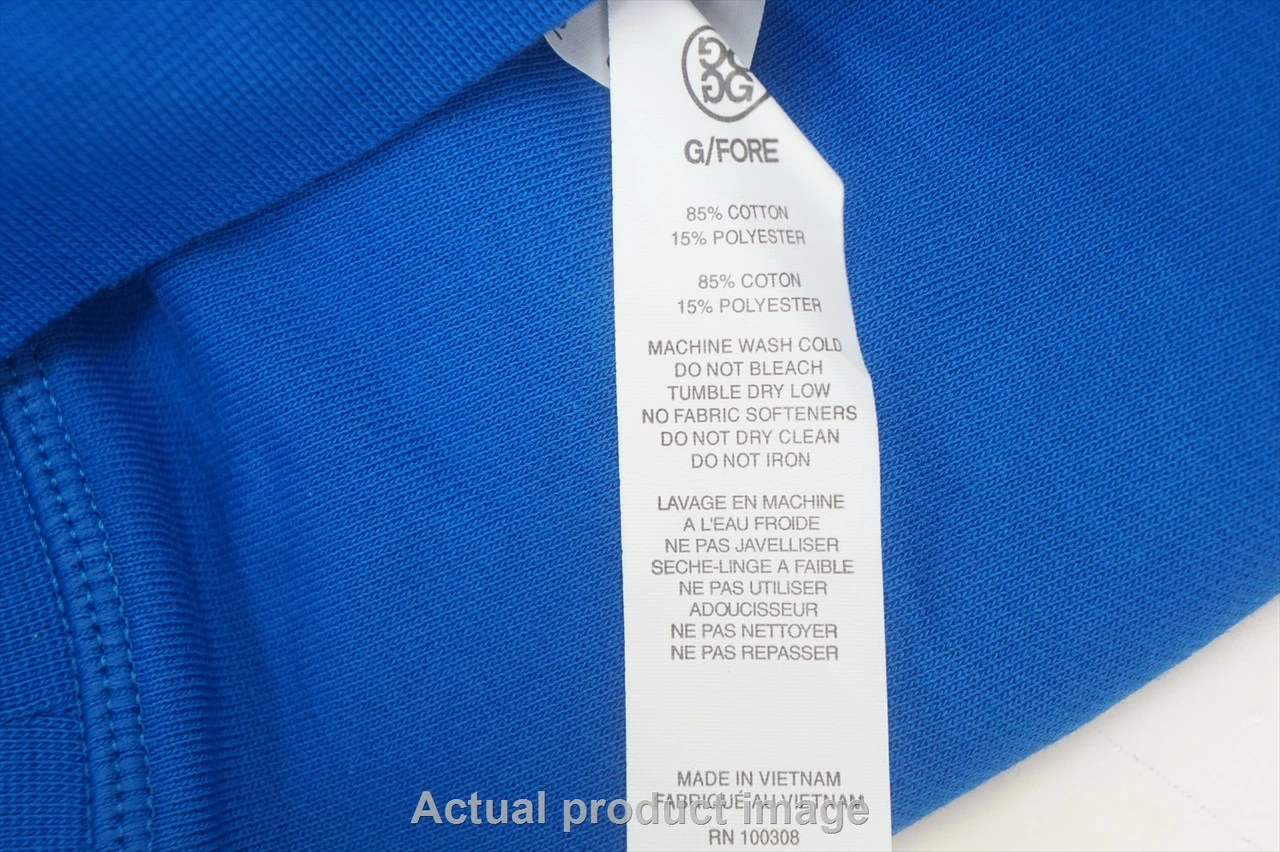 G/FORE
85% COTTON
15% POLYESTER
85% COTON
15% POLYESTER
MACHINE WASH COLD
DO NOT BLEACH
TUMBLE DRY LOW
NO FABRIC SOFTENERS
DO NOT DRY CLEAN
DO NOT IRON
LAVAGE EN MACHINE
A L'EAU FROIDE
NE PAS JAVELLISER
SECHE-LINGE A FAIBLE
NE PAS UTILISER
ADOUCISSEUR
NE PAS NETTOYER
NE PAS REPASSER
MADE IN VIETNAM
FABRIQUÉ AU VIETNAM
Actual product image
RN 100308